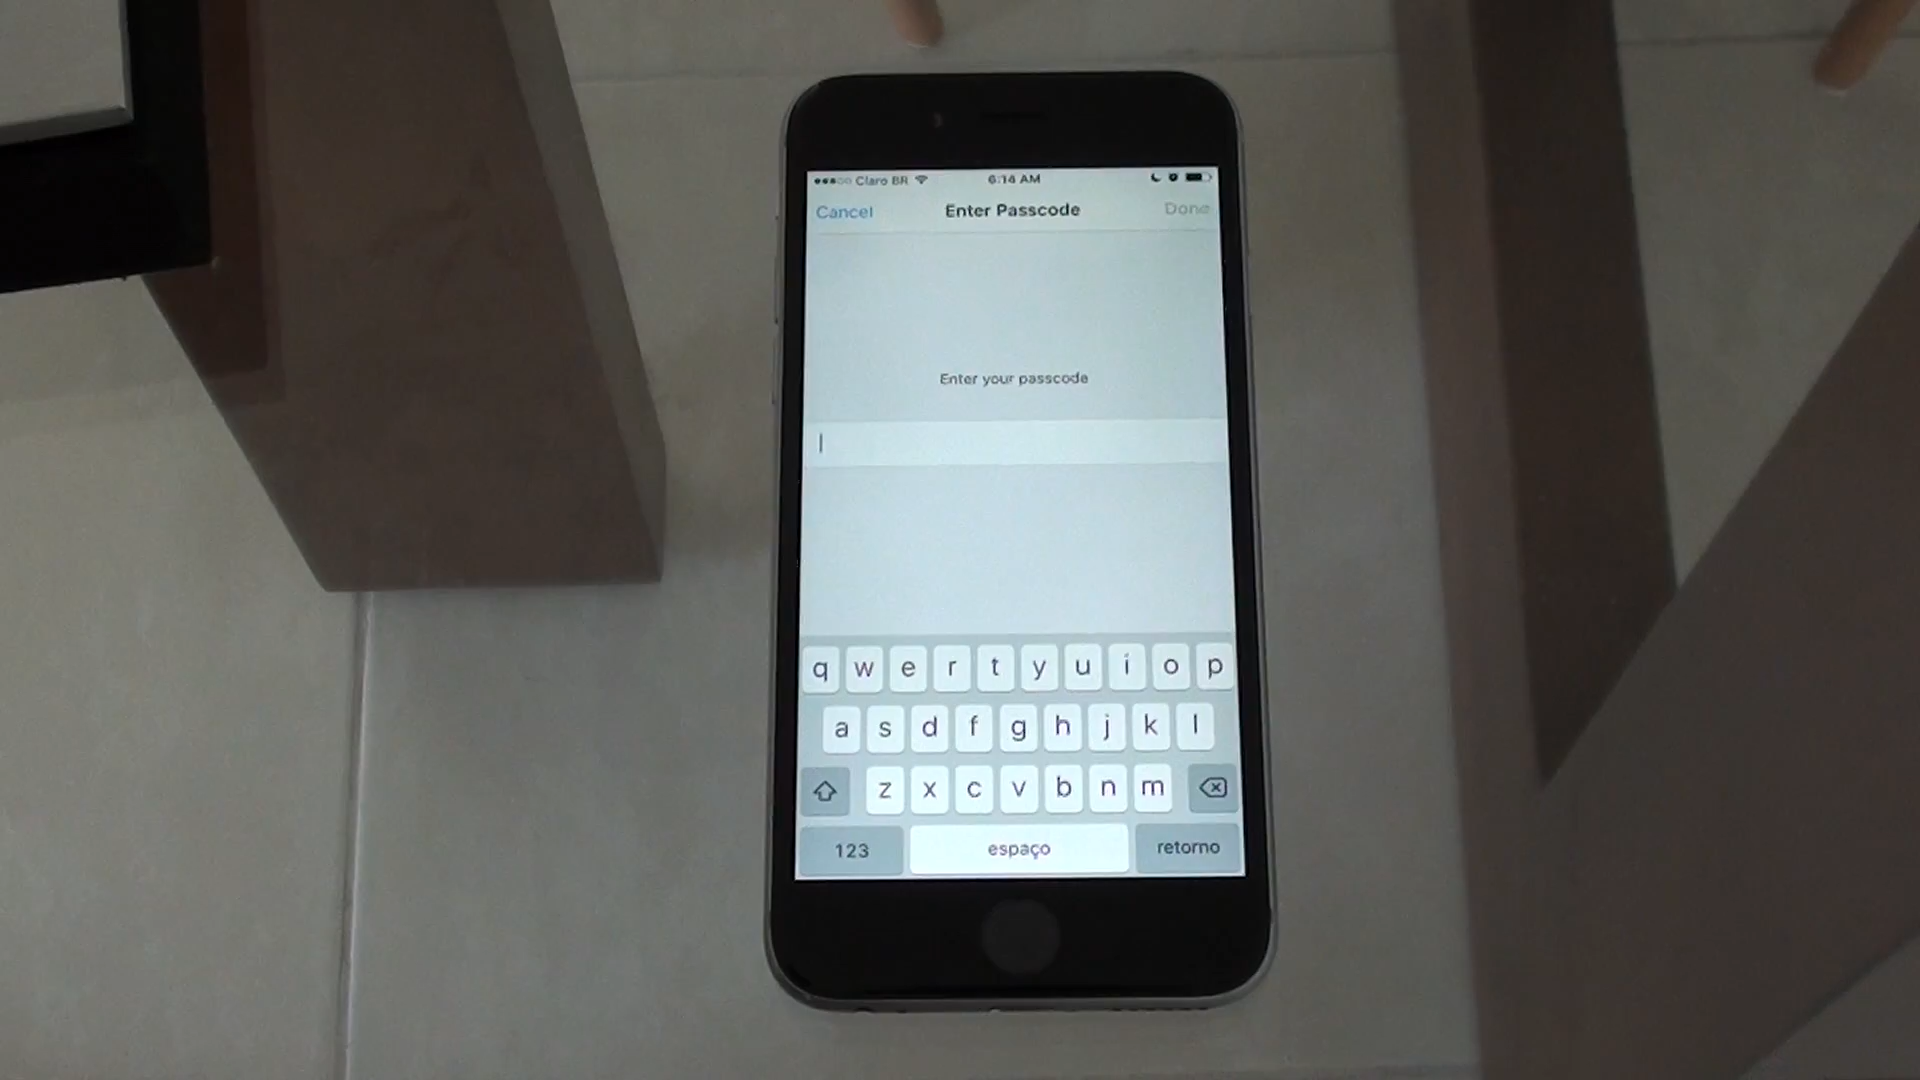 Claro BR 6:14 AM
Cancel Enter Passcode Done
Enter your passcode
q w e r t y u i o p
a s d f g h j k l
z x c v b n m
123 espaço retorno